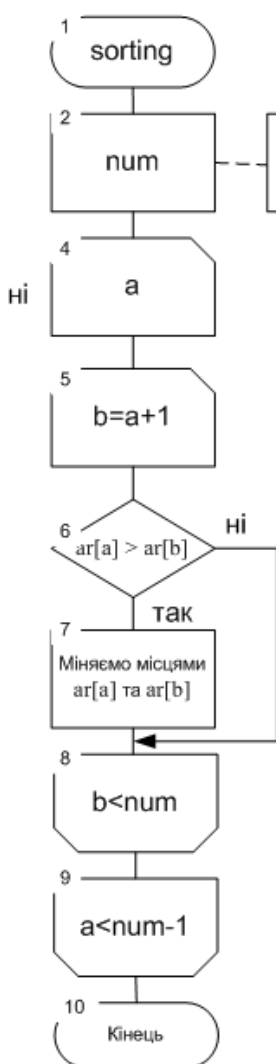 1
sorting
2
num
4
a
ні
5
b=a+1
6
ar[a] > ar[b]
ні
так
7
Міняємо місцями
ar[a] та ar[b]
8
b<num
9
a<num-1
10
Кінець